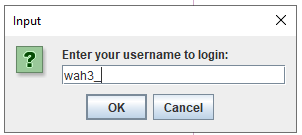 Input
Enter your username to login:
wah3_
OK
Cancel